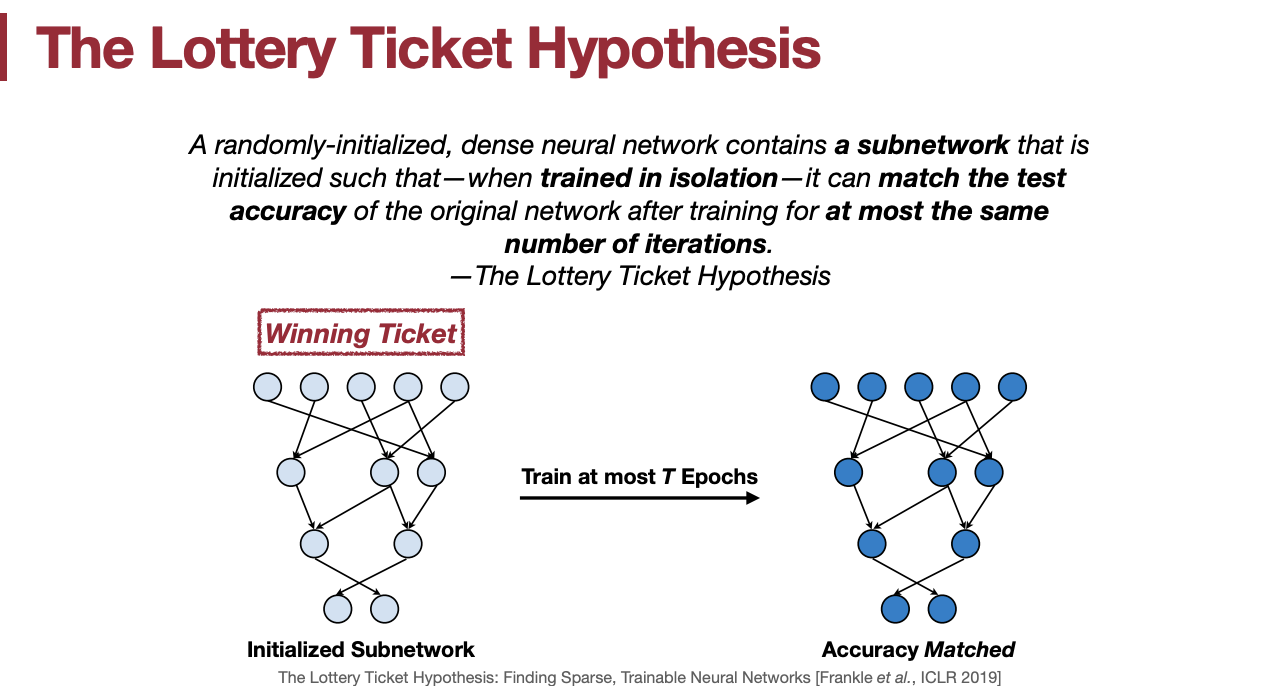 The Lottery Ticket Hypothesis
A randomly-initialized, dense neural network contains a subnetwork that is
initialized such that—when trained in isolation—it can match the test
accuracy of the original network after training for at most the same
number of iterations.
—The Lottery Ticket Hypothesis
Winning Ticket
Train at most T Epochs
Initialized Subnetwork
Accuracy Matched
The Lottery Ticket Hypothesis: Finding Sparse, Trainable Neural Networks [Frankle et al., ICLR 2019]